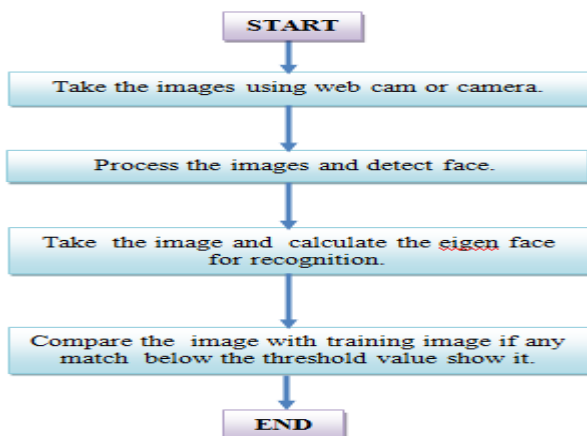 START
Take the images using web cam or camera.
Process the images and detect face.
Take the image and calculate the eigen face
for recognition.
Compare the image with training image if any
match below the threshold value show it.
END